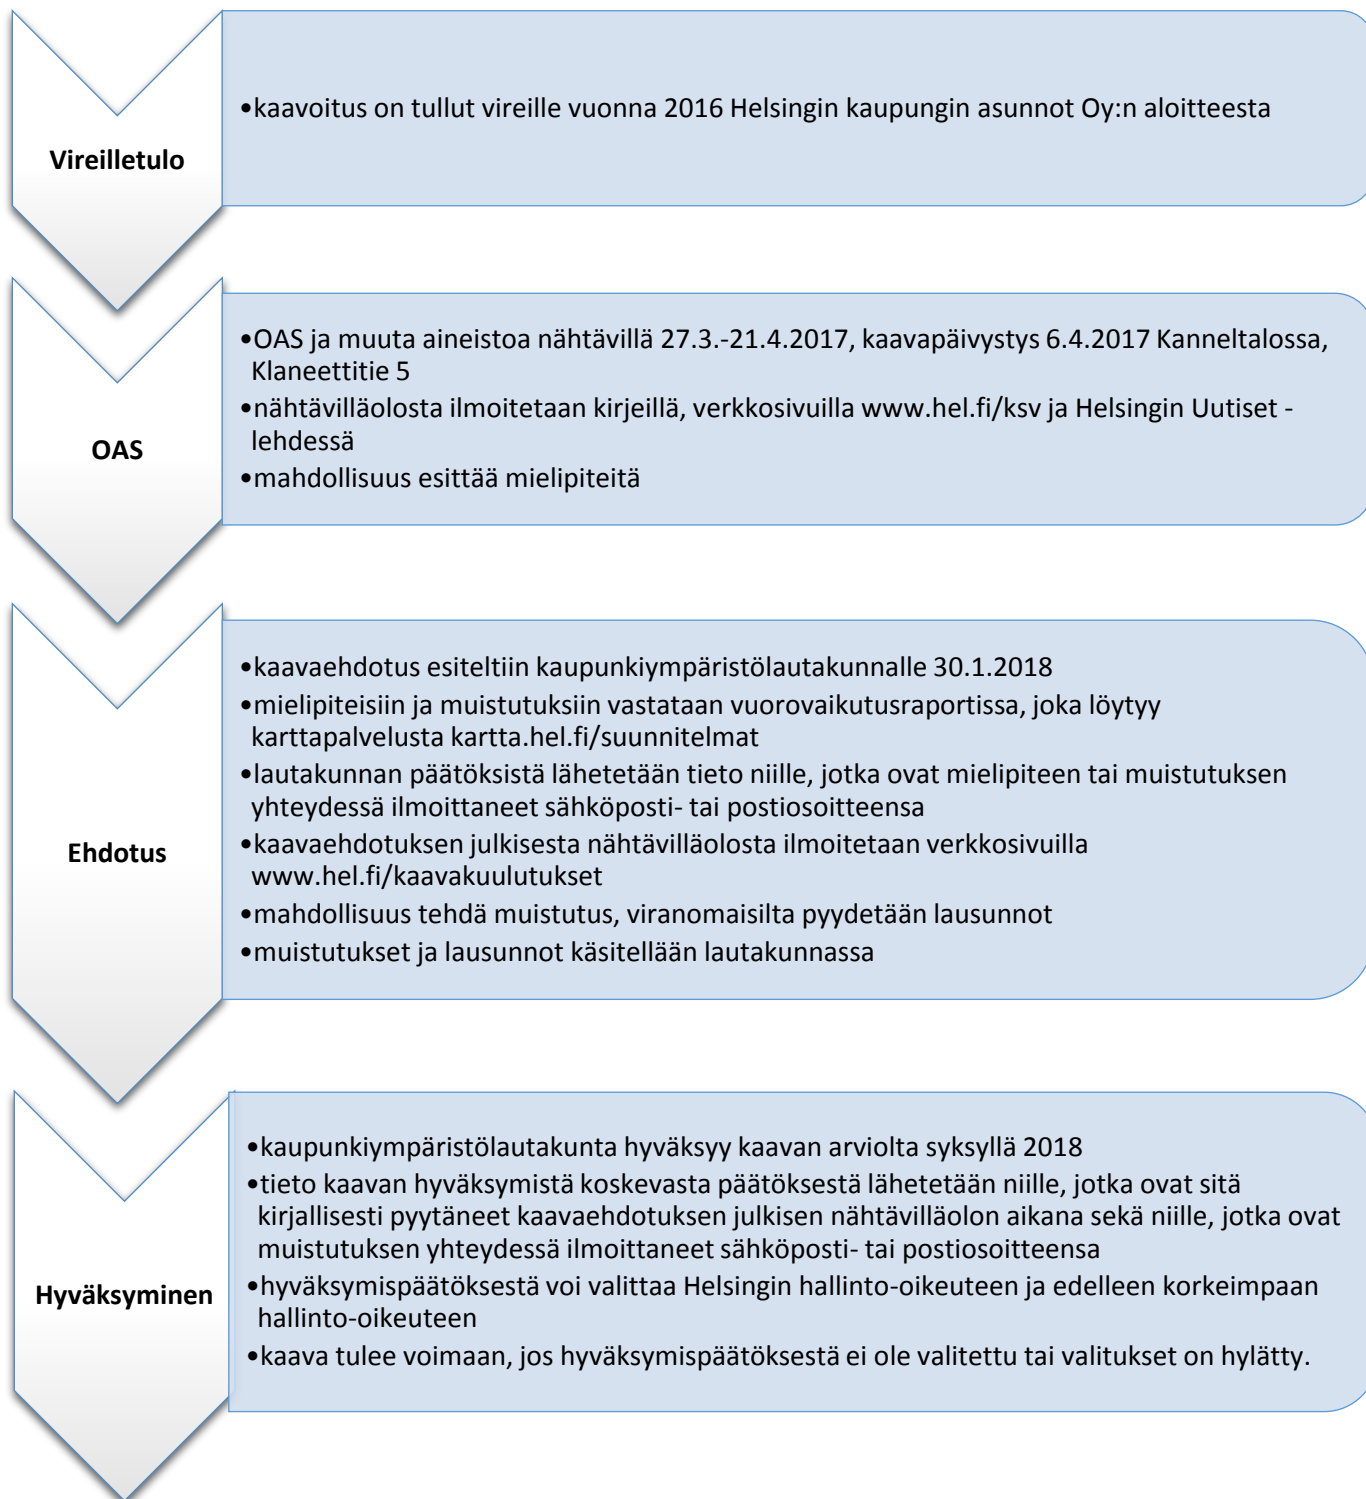 Vireilletulo
•kaavoitus on tullut vireille vuonna 2016 Helsingin kaupungin asunnot Oy:n aloitteesta
OAS
•OAS ja muuta aineistoa nähtävillä 27.3.-21.4.2017, kaavapäivystys 6.4.2017 Kanneltalossa,
Klaneettitie 5
•nähtävilläolosta ilmoitetaan kirjeillä, verkkosivuilla www.hel.fi/ksv ja Helsingin Uutiset -
lehdessä
•mahdollisuus esittää mielipiteitä
Ehdotus
•kaavaehdotus esiteltiin kaupunkiympäristölautakunnalle 30.1.2018
•mielipiteisiin ja muistutuksiin vastataan vuorovaikutusraportissa, joka löytyy
karttapalvelusta kartta.hel.fi/suunnitelmat
•lautakunnan päätöksistä lähetetään tieto niille, jotka ovat mielipiteen tai muistutuksen
yhteydessä ilmoittaneet sähköposti- tai postiosoitteensa
•kaavaehdotuksen julkisesta nähtävilläolosta ilmoitetaan verkkosivuilla
www.hel.fi/kaavakuulutukset
•mahdollisuus tehdä muistutus, viranomaisilta pyydetään lausunnot
•muistutukset ja lausunnot käsitellään lautakunnassa
Hyväksyminen
•kaupunkiympäristölautakunta hyväksyy kaavan arviolta syksyllä 2018
•tieto kaavan hyväksymistä koskevasta päätöksestä lähetetään niille, jotka ovat sitä
kirjallisesti pyytäneet kaavaehdotuksen julkisen nähtävilläolon aikana sekä niille, jotka ovat
muistutuksen yhteydessä ilmoittaneet sähköposti- tai postiosoitteensa
•hyväksymispäätöksestä voi valittaa Helsingin hallinto-oikeuteen ja edelleen korkeimpaan
hallinto-oikeuteen
•kaava tulee voimaan, jos hyväksymispäätöksestä ei ole valitettu tai valitukset on hylätty.